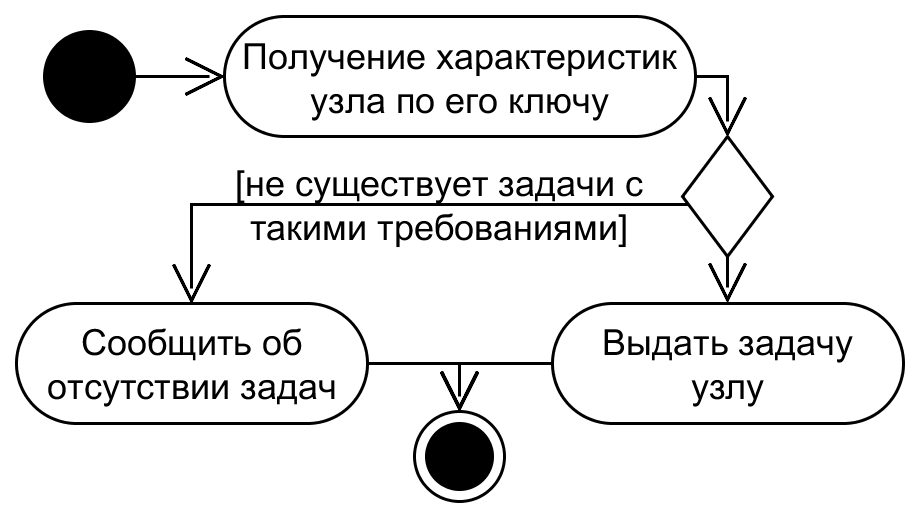 Получение характеристик
узла по его ключу
[не существует задачи с
такими требованиями]
Сообщить об
отсутствии задач
Выдать задачу
узлу